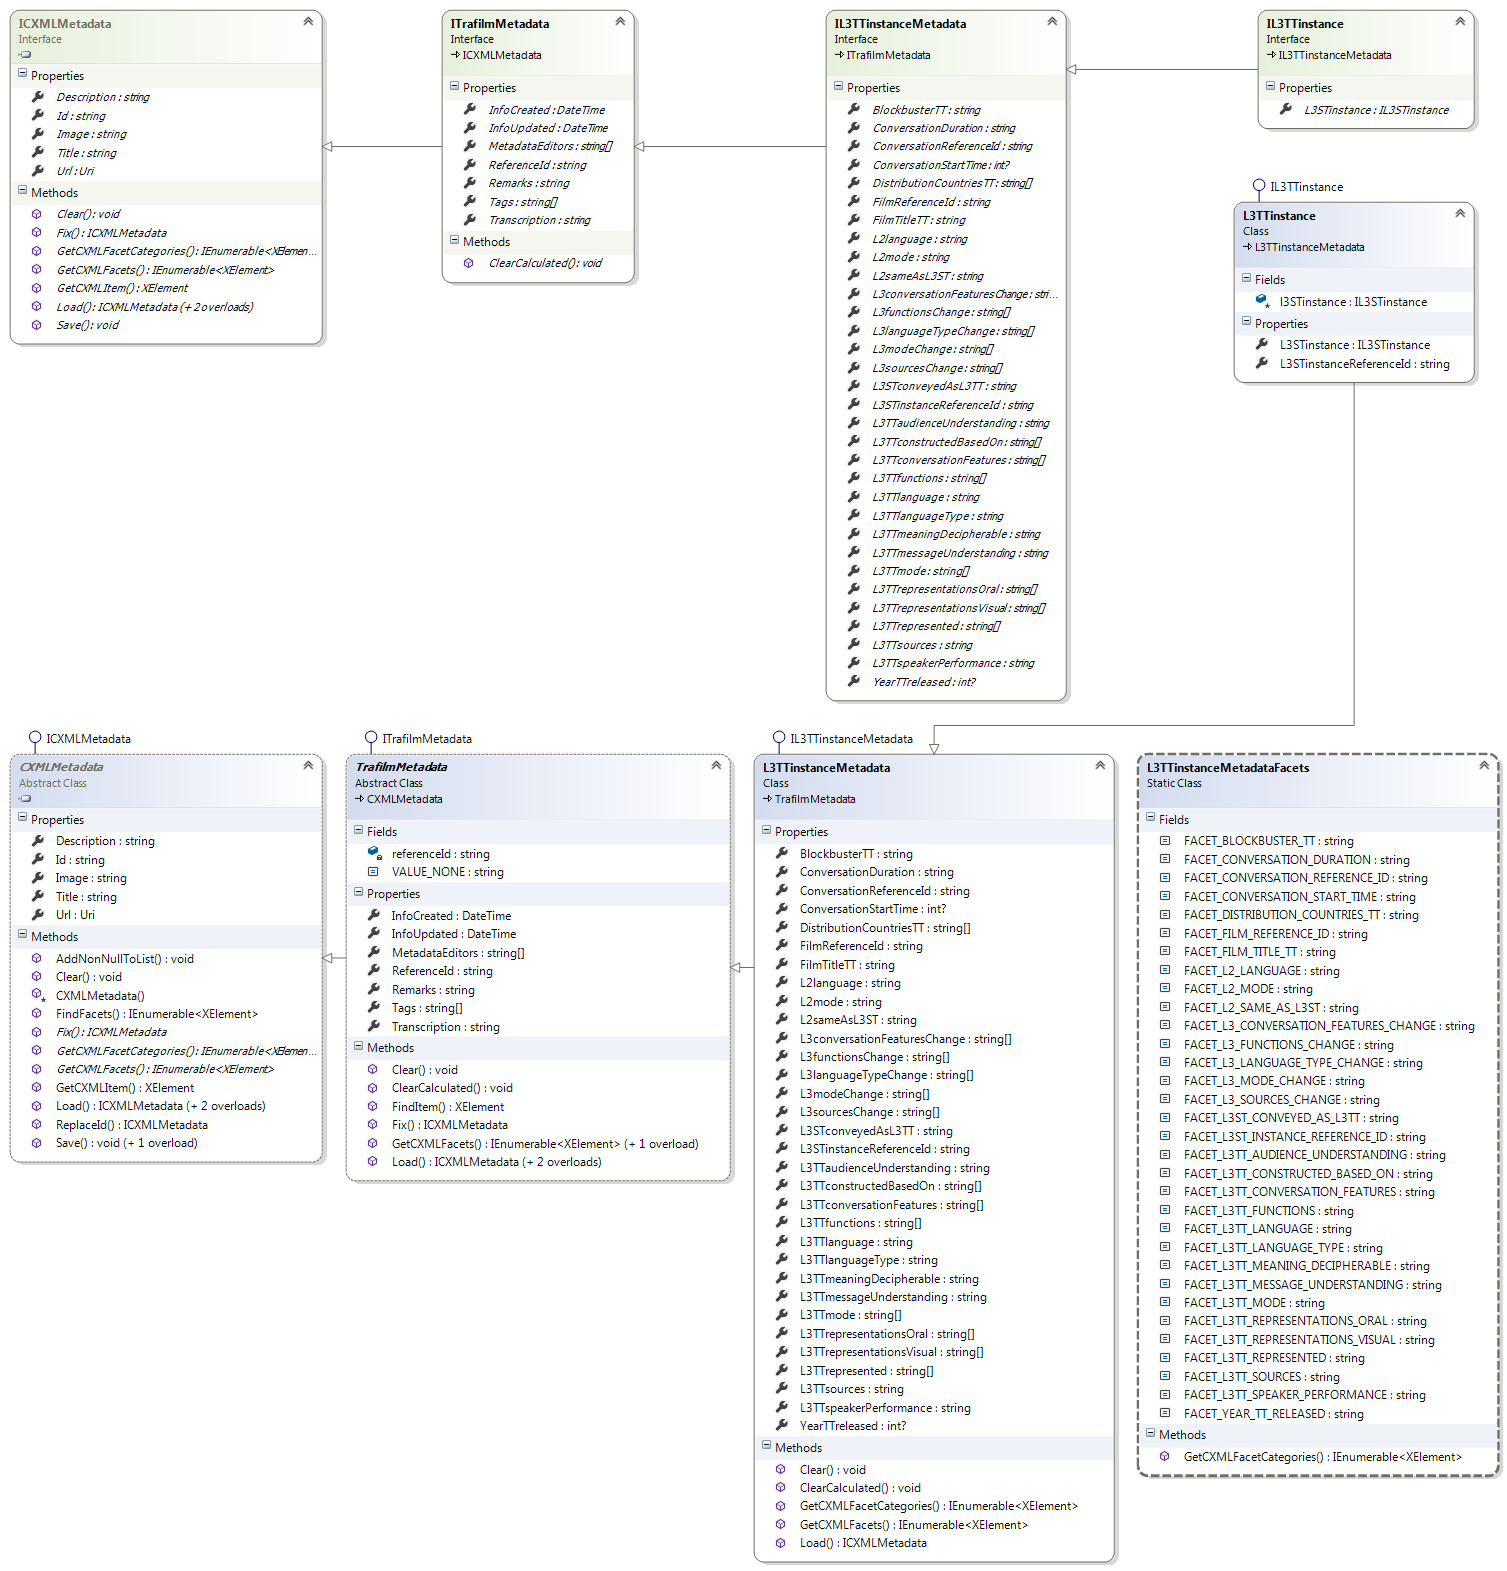 ICXMLMetadata
Interface
Properties
Description : string
Id : string
Image : string
Title : string
Url : Uri
Methods
Clear() : void
Fix() : ICXMLMetadata
GetCXMLFacetCategories() : IEnumerable<XElemen...
GetCXMLFacets() : IEnumerable<XElement>
GetCXMLItem() : XElement
Load() : ICXMLMetadata (+ 2 overloads)
Save() : void
ITrafilmMetadata
Interface
ICXMLMetadata
Properties
InfoCreated : DateTime
InfoUpdated : DateTime
MetadataEditors : string[]
ReferenceId : string
Remarks : string
Tags : string[]
Transcription : string
Methods
ClearCalculated() : void
IL3TTinstanceMetadata
Interface
ITrafilmMetadata
Properties
BlockbusterTT : string
ConversationDuration : string
ConversationReferenceId : string
ConversationStartTime : int?
DistributionCountriesTT : string[]
FilmReferenceId : string
FilmTitleTT : string
L2language : string
L2mode : string
L2sameAsL3ST : string
L3conversationFeaturesChange : stri...
L3functionsChange : string[]
L3languageTypeChange : string[]
L3modeChange : string[]
L3sourcesChange : string[]
L3STconveyedAsL3TT : string
L3STinstanceReferenceId : string
L3TTaudienceUnderstanding : string
L3TTconstructedBasedOn : string[]
L3TTconversationFeatures : string[]
L3TTfunctions : string[]
L3TTlanguage : string
L3TTlanguageType : string
L3TTmeaningDecipherable : string
L3TTmessageUnderstanding : string
L3TTmode : string[]
L3TTrepresentationsOral : string[]
L3TTrepresentationsVisual : string[]
L3TTrepresented : string[]
L3TTsources : string
L3TTspeakerPerformance : string
YearTTreleased : int?
IL3TTinstance
Interface
IL3TTinstanceMetadata
Properties
L3STinstance : IL3STinstance
IL3TTinstance
L3TTinstance
Class
L3TTinstanceMetadata
Fields
l3STinstance : IL3STinstance
Properties
L3STinstance : IL3STinstance
L3STinstanceReferenceId : string
ICXMLMetadata
CXMLMetadata
Abstract Class
Properties
Description : string
Id : string
Image : string
Title : string
Url : Uri
Methods
AddNonNullToList() : void
Clear() : void
CXMLMetadata()
FindFacets() : IEnumerable<XElement>
Fix() : ICXMLMetadata
GetCXMLFacetCategories() : IEnumerable<XElemen...
GetCXMLFacets() : IEnumerable<XElement>
GetCXMLItem() : XElement
Load() : ICXMLMetadata (+ 2 overloads)
ReplaceId() : ICXMLMetadata
Save() : void (+ 1 overload)
ITrafilmMetadata
TrafilmMetadata
Abstract Class
CXMLMetadata
Fields
referenceId : string
VALUE_NONE : string
Properties
InfoCreated : DateTime
InfoUpdated : DateTime
MetadataEditors : string[]
ReferenceId : string
Remarks : string
Tags : string[]
Transcription : string
Methods
Clear() : void
ClearCalculated() : void
FindItem() : XElement
Fix() : ICXMLMetadata
GetCXMLFacets() : IEnumerable<XElement> (+ 1 overload)
Load() : ICXMLMetadata (+ 2 overloads)
IL3TTinstanceMetadata
L3TTinstanceMetadata
Class
TrafilmMetadata
Properties
BlockbusterTT : string
ConversationDuration : string
ConversationReferenceId : string
ConversationStartTime : int?
DistributionCountriesTT : string[]
FilmReferenceId : string
FilmTitleTT : string
L2language : string
L2mode : string
L2sameAsL3ST : string
L3conversationFeaturesChange : string[]
L3functionsChange : string[]
L3languageTypeChange : string[]
L3modeChange : string[]
L3sourcesChange : string[]
L3STconveyedAsL3TT : string
L3STinstanceReferenceId : string
L3TTaudienceUnderstanding : string
L3TTconstructedBasedOn : string[]
L3TTconversationFeatures : string[]
L3TTfunctions : string[]
L3TTlanguage : string
L3TTlanguageType : string
L3TTmeaningDecipherable : string
L3TTmessageUnderstanding : string
L3TTmode : string[]
L3TTrepresentationsOral : string[]
L3TTrepresentationsVisual : string[]
L3TTrepresented : string[]
L3TTsources : string
L3TTspeakerPerformance : string
YearTTreleased : int?
Methods
Clear() : void
ClearCalculated() : void
GetCXMLFacetCategories() : IEnumerable<XElement>
GetCXMLFacets() : IEnumerable<XElement>
Load() : ICXMLMetadata
L3TTinstanceMetadataFacets
Static Class
Fields
FACET_BLOCKBUSTER_TT : string
FACET_CONVERSATION_DURATION : string
FACET_CONVERSATION_REFERENCE_ID : string
FACET_CONVERSATION_START_TIME : string
FACET_DISTRIBUTION_COUNTRIES_TT : string
FACET_FILM_REFERENCE_ID : string
FACET_FILM_TITLE_TT : string
FACET_L2_LANGUAGE : string
FACET_L2_MODE : string
FACET_L2_SAME_AS_L3ST : string
FACET_L3_CONVERSATION_FEATURES_CHANGE : string
FACET_L3_FUNCTIONS_CHANGE : string
FACET_L3_LANGUAGE_TYPE_CHANGE : string
FACET_L3_MODE_CHANGE : string
FACET_L3_SOURCES_CHANGE : string
FACET_L3ST_CONVEYED_AS_L3TT : string
FACET_L3ST_INSTANCE_REFERENCE_ID : string
FACET_L3TT_AUDIENCE_UNDERSTANDING : string
FACET_L3TT_CONSTRUCTED_BASED_ON : string
FACET_L3TT_CONVERSATION_FEATURES : string
FACET_L3TT_FUNCTIONS : string
FACET_L3TT_LANGUAGE : string
FACET_L3TT_LANGUAGE_TYPE : string
FACET_L3TT_MEANING_DECIPHERABLE : string
FACET_L3TT_MESSAGE_UNDERSTANDING : string
FACET_L3TT_MODE : string
FACET_L3TT_REPRESENTATIONS_ORAL : string
FACET_L3TT_REPRESENTATIONS_VISUAL : string
FACET_L3TT_REPRESENTED : string
FACET_L3TT_SOURCES : string
FACET_L3TT_SPEAKER_PERFORMANCE : string
FACET_YEAR_TT_RELEASED : string
Methods
GetCXMLFacetCategories() : IEnumerable<XElement>